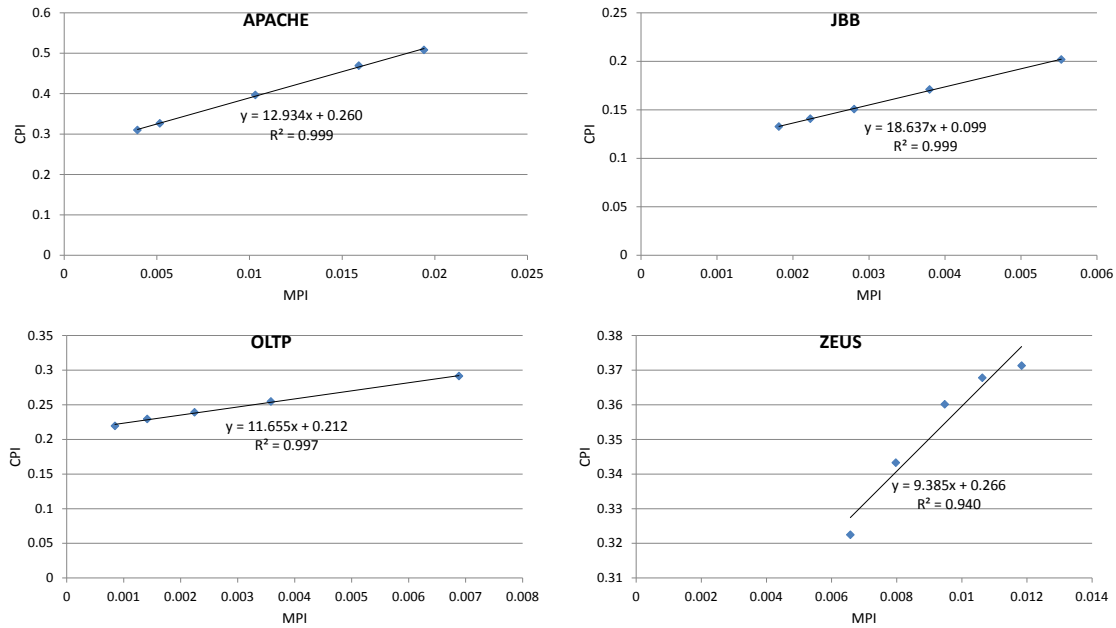 APACHE
0.6
0.5
0.4
0.3
0.2
0.1
0
CPI
y = 12.934x + 0.260
R² = 0.999
0 0.005 0.01 0.015 0.02 0.025
MPI
JBB
0.25
0.2
0.15
0.1
0.05
0
CPI
y = 18.637x + 0.099
R² = 0.999
0 0.001 0.002 0.003 0.004 0.005 0.006
MPI
OLTP
0.35
0.3
0.25
0.2
0.15
0.1
0.05
0
CPI
y = 11.655x + 0.212
R² = 0.997
0 0.001 0.002 0.003 0.004 0.005 0.006 0.007 0.008
MPI
ZEUS
0.38
0.37
0.36
0.35
0.34
0.33
0.32
0.31
CPI
y = 9.385x + 0.266
R² = 0.940
0 0.002 0.004 0.006 0.008 0.01 0.012 0.014
MPI